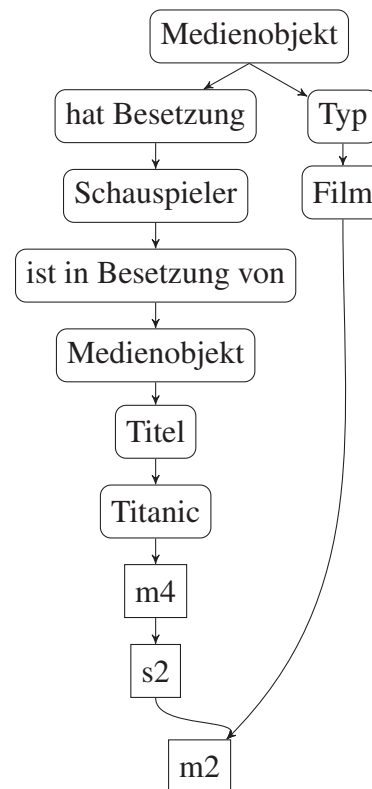 Medienobjekt
hat Besetzung
Typ
Schauspieler
Film
ist in Besetzung von
Medienobjekt
Titel
Titanic
m4
s2
m2